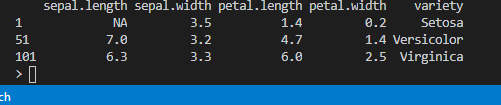 sepal.length sepal.width petal.length petal.width variety
1 NA 3.5 1.4 0.2 Setosa
51 7.0 3.2 4.7 1.4 Versicolor
101 6.3 3.3 6.0 2.5 Virginica
>
ch